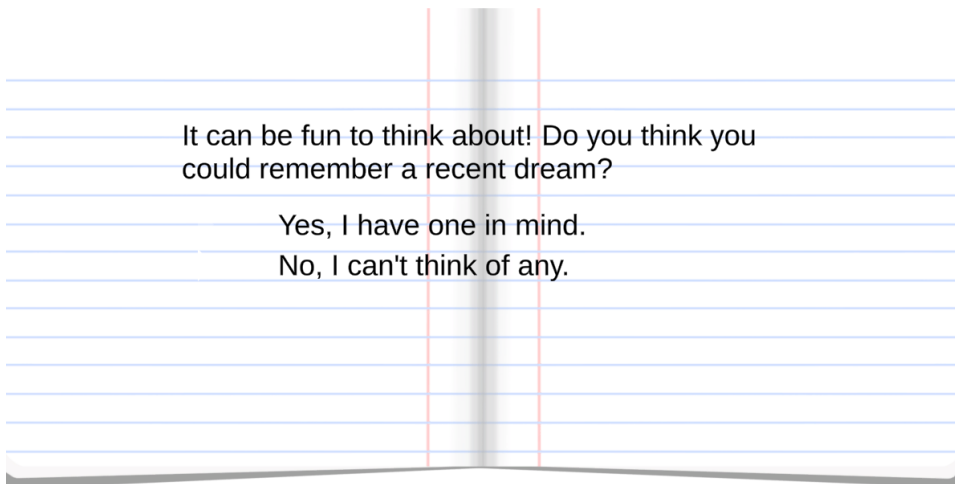 It can be fun to think about! Do you think you
could remember a recent dream?
Yes, I have one in mind.
No, I can't think of any.